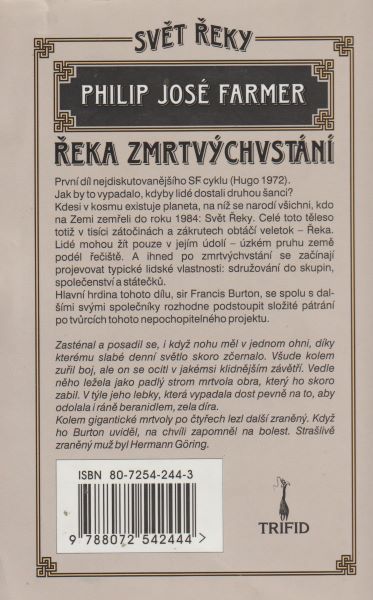 SVĚT ŘEKY
PHILIP JOSÉ FARMER
ŘEKA ZMRTVÝCHVSTÁNÍ
První díl nejdiskutovanějšího SF cyklu (Hugo 1972).
Jak by to vypadalo, kdyby lidé dostali druhou šanci?
Kdesi v kosmu existuje planeta, na níž se narodí všichni, kdo
na Zemi zemřeli do roku 1984: Svět Řeky. Celé toto těleso
totiž v tisíci zátočinách a zákrutech obtáčí veletok – Řeka.
Lidé mohou žít pouze v jejím údolí – úzkém pruhu země
podél řečiště. A ihned po zmrtvýchvstání se začínají
projevovat typické lidské vlastnosti: sdružování do skupin,
společenství a státečků.
Hlavní hrdina tohoto dílu, sir Francis Burton, se spolu s dal-
šími svými společníky rozhodne podstoupit složité pátrání
po tvůrcích tohoto nepochopitelného projektu.
Zasténal a posadil se, i když nohu měl v jednom ohni, díky
kterému slabé denní světlo skoro zčernalo. Všude kolem
zuřil boj, ale on se ocitl v jakémsi klidnějším závětří. Vedle
něho ležela jako padlý strom mrtvola obra, který ho skoro
zabil. V týle jeho lebky, která vypadala dost pevně na to, aby
odolala i ráně beranidlem, zela díra.
Kolem gigantické mrtvoly po čtyřech lezl další zraněný. Když
ho Burton uviděl, na chvíli zapomněl na bolest. Strašlivě
zraněný muž byl Hermann Göring.
ISBN 80-7254-244-3
9 788072 542444 >
TRIFID